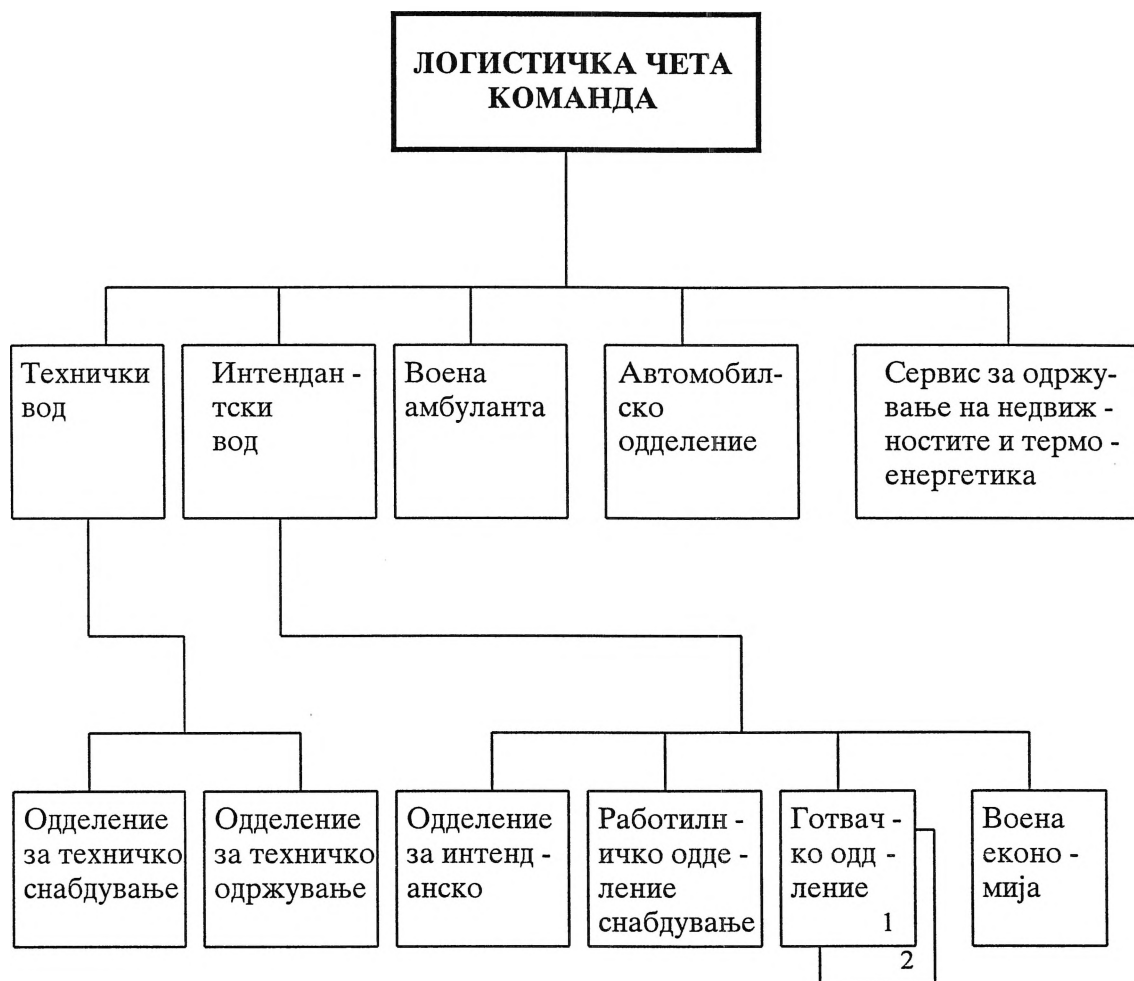 ЛОГИСТИЧКА ЧЕТА
КОМАНДА
Технички
вод
Интендан -
тски
вод
Воена
амбуланта
Автомобил-
ско
одделение
Сервис за одржу-
вање на недвиж -
ностите и термо -
енергетика
Одделение
за техничко
снабдување
Одделение
за техничко
одржување
Одделение
за интенд -
анско
Работилн -
ичко одде -
ление
снабдување
Готвач -
ко одд -
ление
1
2
Воена
еконо -
мија